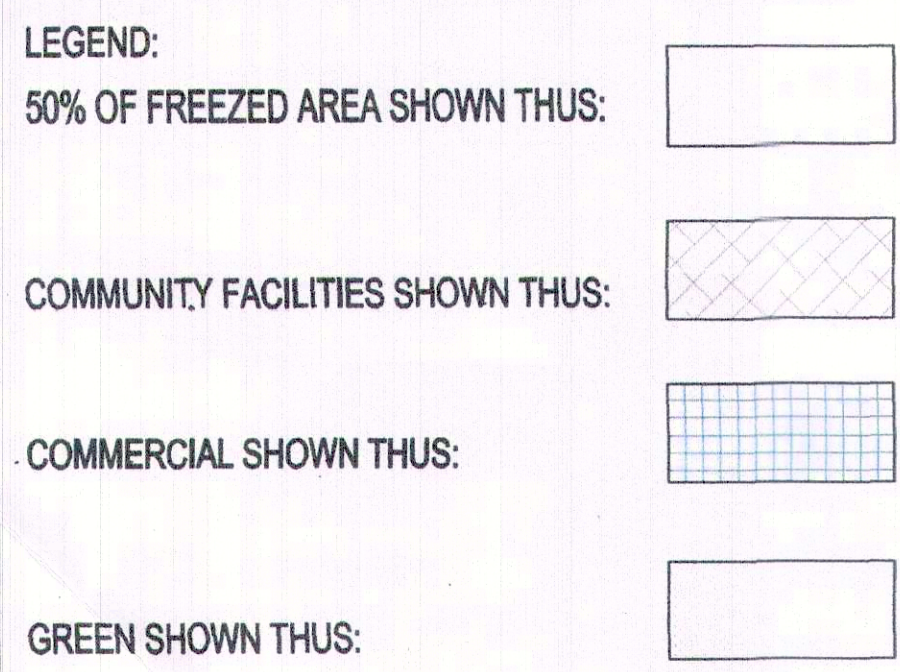 LEGEND:
50% OF FREEZED AREA SHOWN THUS:
COMMUNITY FACILITIES SHOWN THUS:
COMMERCIAL SHOWN THUS:
GREEN SHOWN THUS: